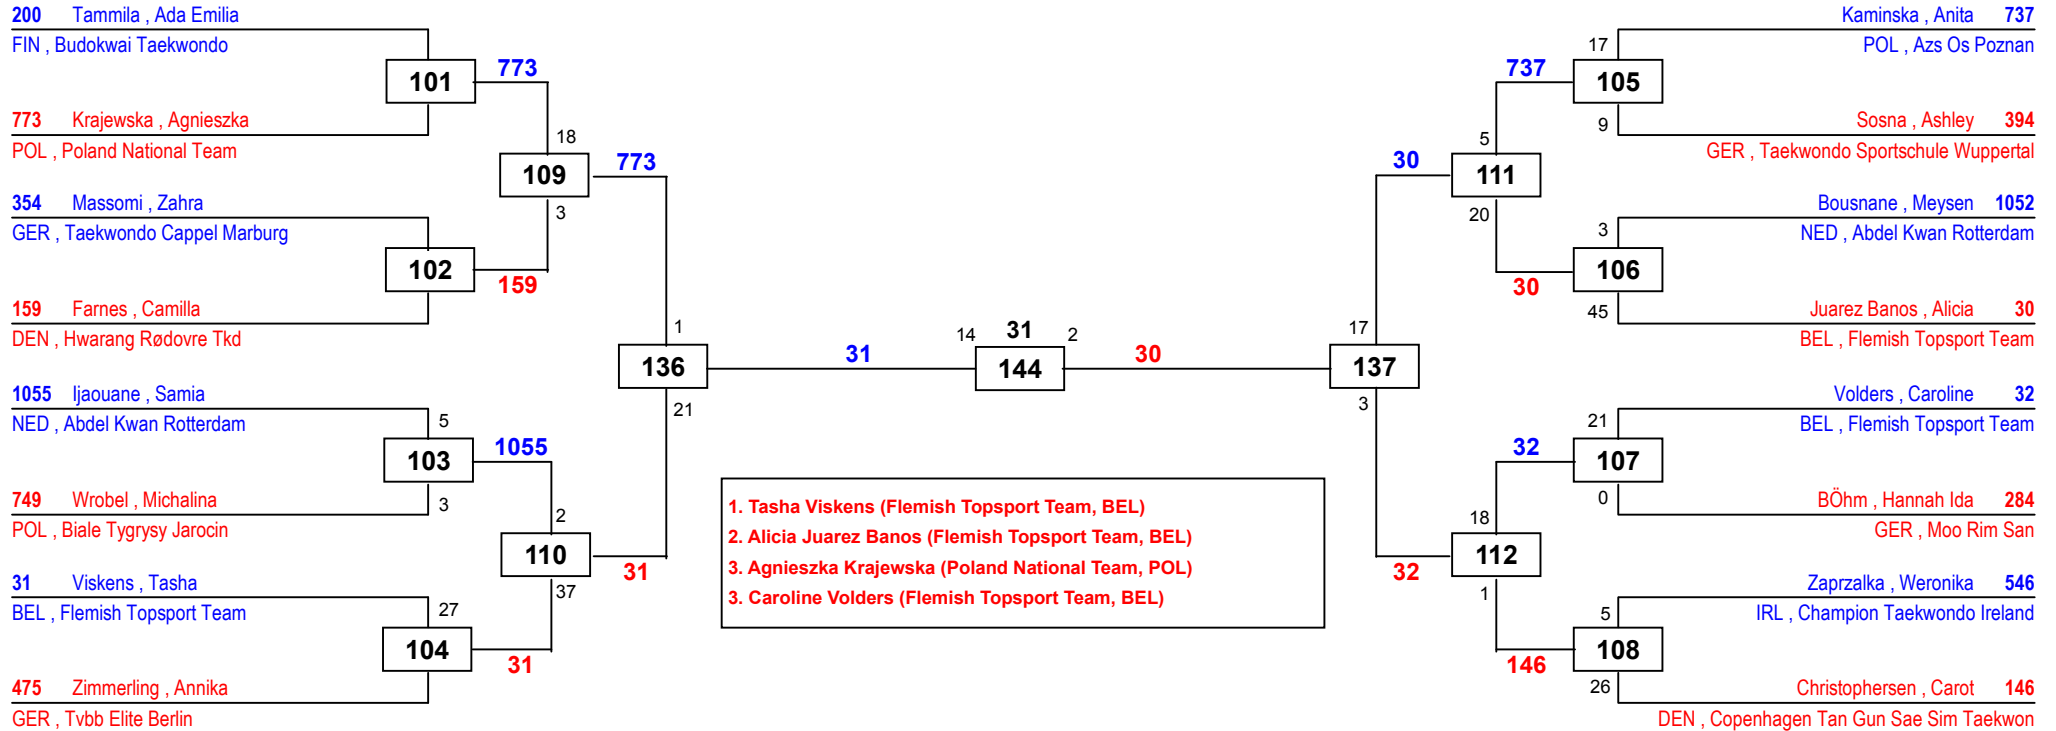 200 Tammila , Ada Emilia
FIN , Budokwai Taekwondo
101
773
773 Krajewska , Agnieszka
POL , Poland National Team
18
109
773
3
354 Massomi , Zahra
GER , Taekwondo Cappel Marburg
102
159
159 Farnes , Camilla
DEN , Hwarang Rødovre Tkd
1
136
31
21
1055 Ijaouane , Samia
NED , Abdel Kwan Rotterdam
5
103
1055
3
749 Wrobel , Michalina
POL , Biale Tygrysy Jarocin
2
110
31
37
31 Viskens , Tasha
BEL , Flemish Topsport Team
27
104
31
475 Zimmerling , Annika
GER , Tvbb Elite Berlin
14 31 2
144
30
1. Tasha Viskens (Flemish Topsport Team, BEL)
2. Alicia Juarez Banos (Flemish Topsport Team, BEL)
3. Agnieszka Krajewska (Poland National Team, POL)
3. Caroline Volders (Flemish Topsport Team, BEL)
Kaminska , Anita 737
POL , Azs Os Poznan
17
737
105
9
Sosna , Ashley 394
GER , Taekwondo Sportschule Wuppertal
5
30
111
20
Bousnane , Meysen 1052
NED , Abdel Kwan Rotterdam
3
106
30
45
Juarez Banos , Alicia 30
BEL , Flemish Topsport Team
17
137
3
Volders , Caroline 32
BEL , Flemish Topsport Team
21
32
107
0
BÖhm , Hannah Ida 284
GER , Moo Rim San
18
112
32
1
Zaprzalka , Weronika 546
IRL , Champion Taekwondo Ireland
5
108
146
26
Christophersen , Carot 146
DEN , Copenhagen Tan Gun Sae Sim Taekwon